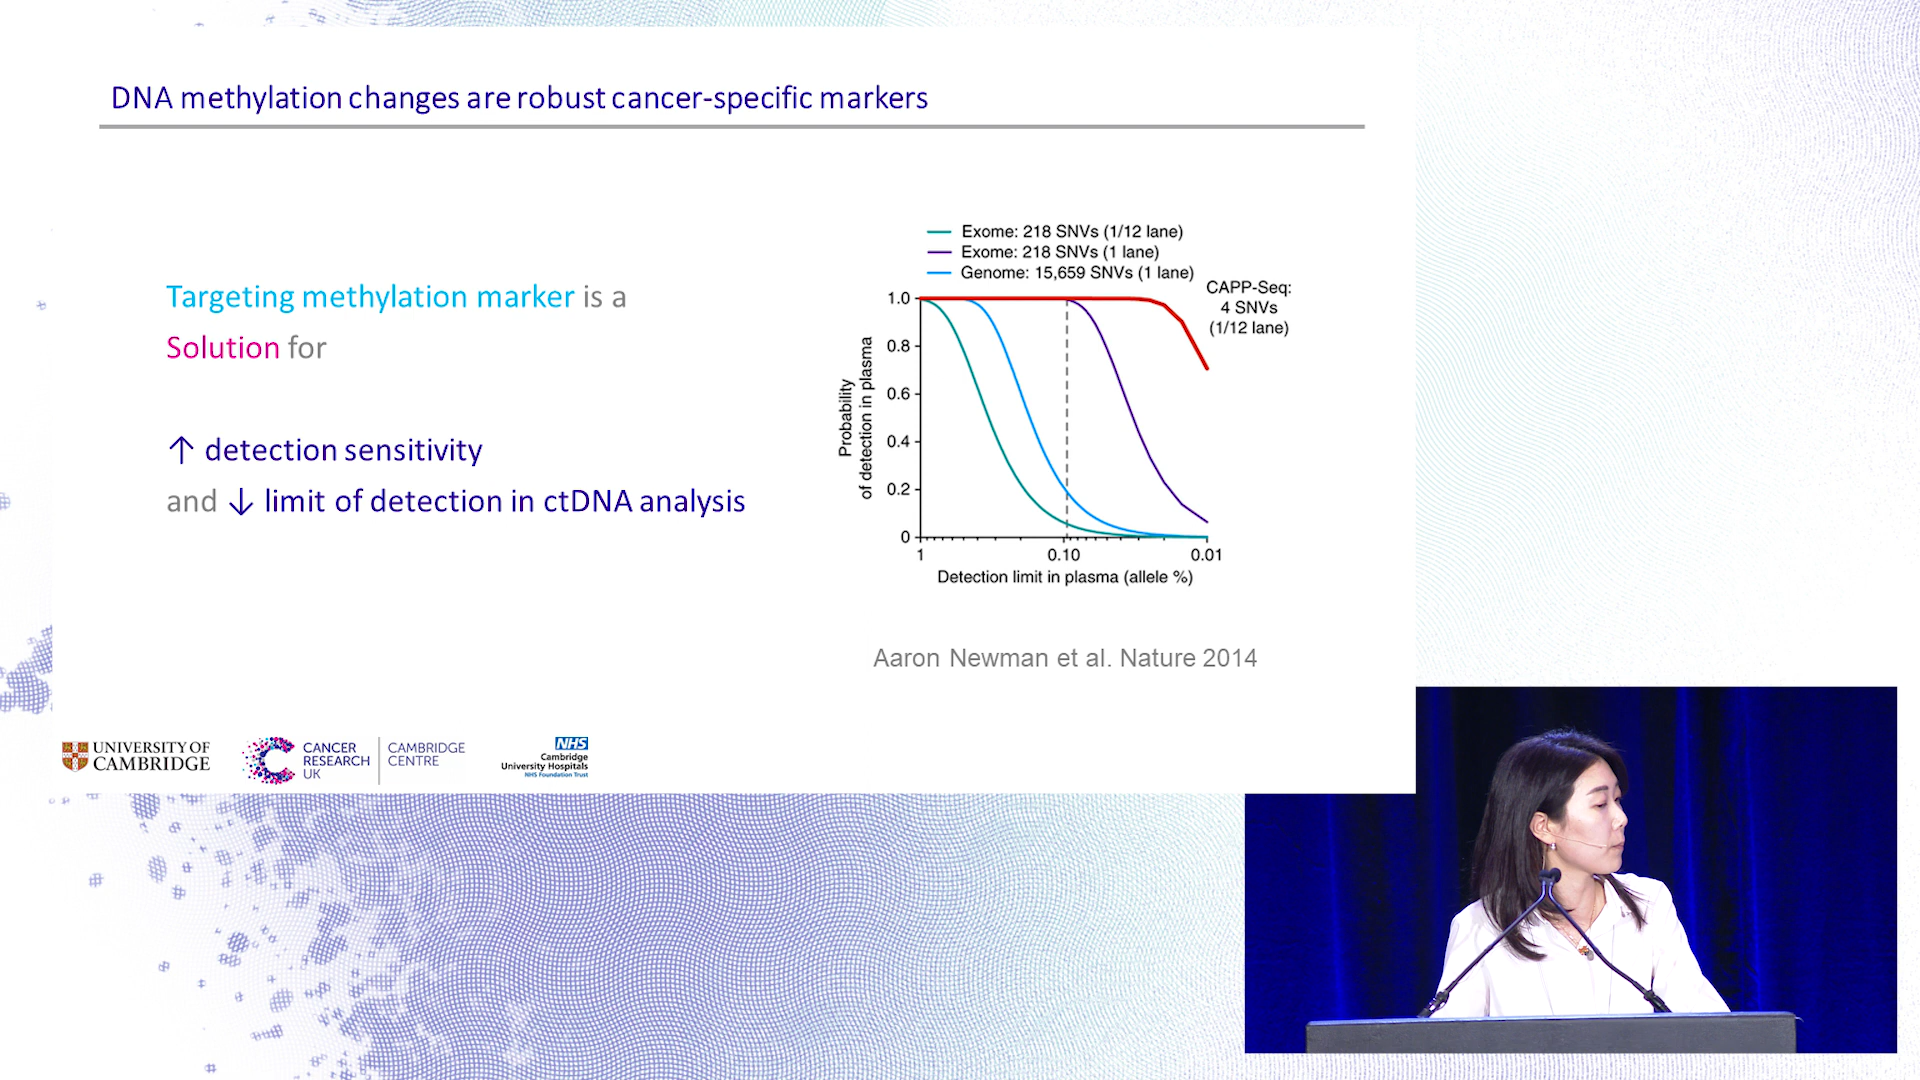 DNA methylation changes are robust cancer-specific markers
Targeting methylation marker is a
Solution for
↑ detection sensitivity
and ↓ limit of detection in ctDNA analysis
Exome: 218 SNVs (1/12 lane)
Exome: 218 SNVs (1 lane)
Genome: 15,659 SNVs (1 lane)
CAPP-Seq:
4 SNVs
(1/12 lane)
Probability
of detection in plasma
1.0
0.8
0.6
0.4
0.2
0
1
0.10
0.01
Detection limit in plasma (allele %)
Aaron Newman et al. Nature 2014
UNIVERSITY OF
CAMBRIDGE
CANCER
RESEARCH
UK
CAMBRIDGE
CENTRE
NHS
Cambridge
University Hospitals
NHS Foundation Trust